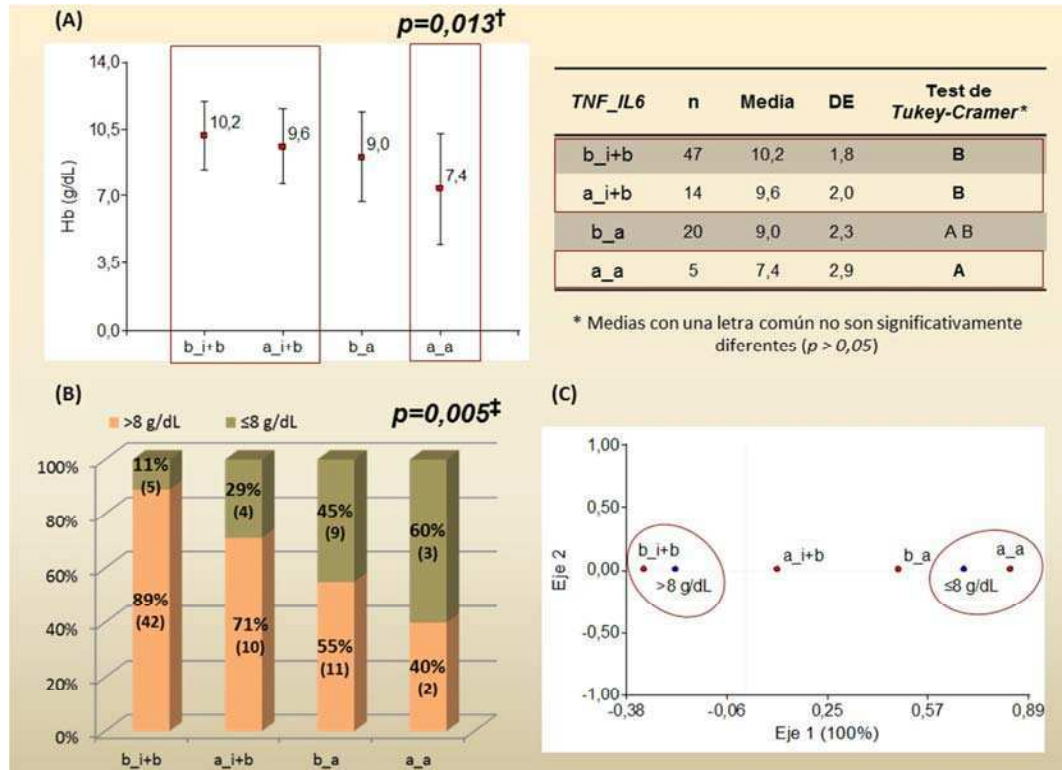 (A)
p=0,013†
14,0
10,5
7,0
3,5
0,0
Hb (g/dL)
10,2
9,6
9,0
7,4
b_i+b a_i+b b_a a_a
TNF_IL6 n Media DE Test de Tukey-Cramer*
b_i+b 47 10,2 1,8 B
a_i+b 14 9,6 2,0 B
b_a 20 9,0 2,3 A B
a_a 5 7,4 2,9 A
* Medias con una letra común no son significativamente
diferentes (p > 0,05)
(B)
p=0,005‡
>8 g/dL ≤8 g/dL
100%
80%
60%
40%
20%
0%
11%
(5)
89%
(42)
29%
(4)
71%
(10)
45%
(9)
55%
(11)
60%
(3)
40%
(2)
b_i+b a_i+b b_a a_a
(C)
1,00
0,50
0,00
-0,50
-1,00
Eje 2
b_i+b
>8 g/dL
a_i+b
b_a
a_a
≤8 g/dL
-0,38 -0,06 0,25 0,57 0,89
Eje 1 (100%)